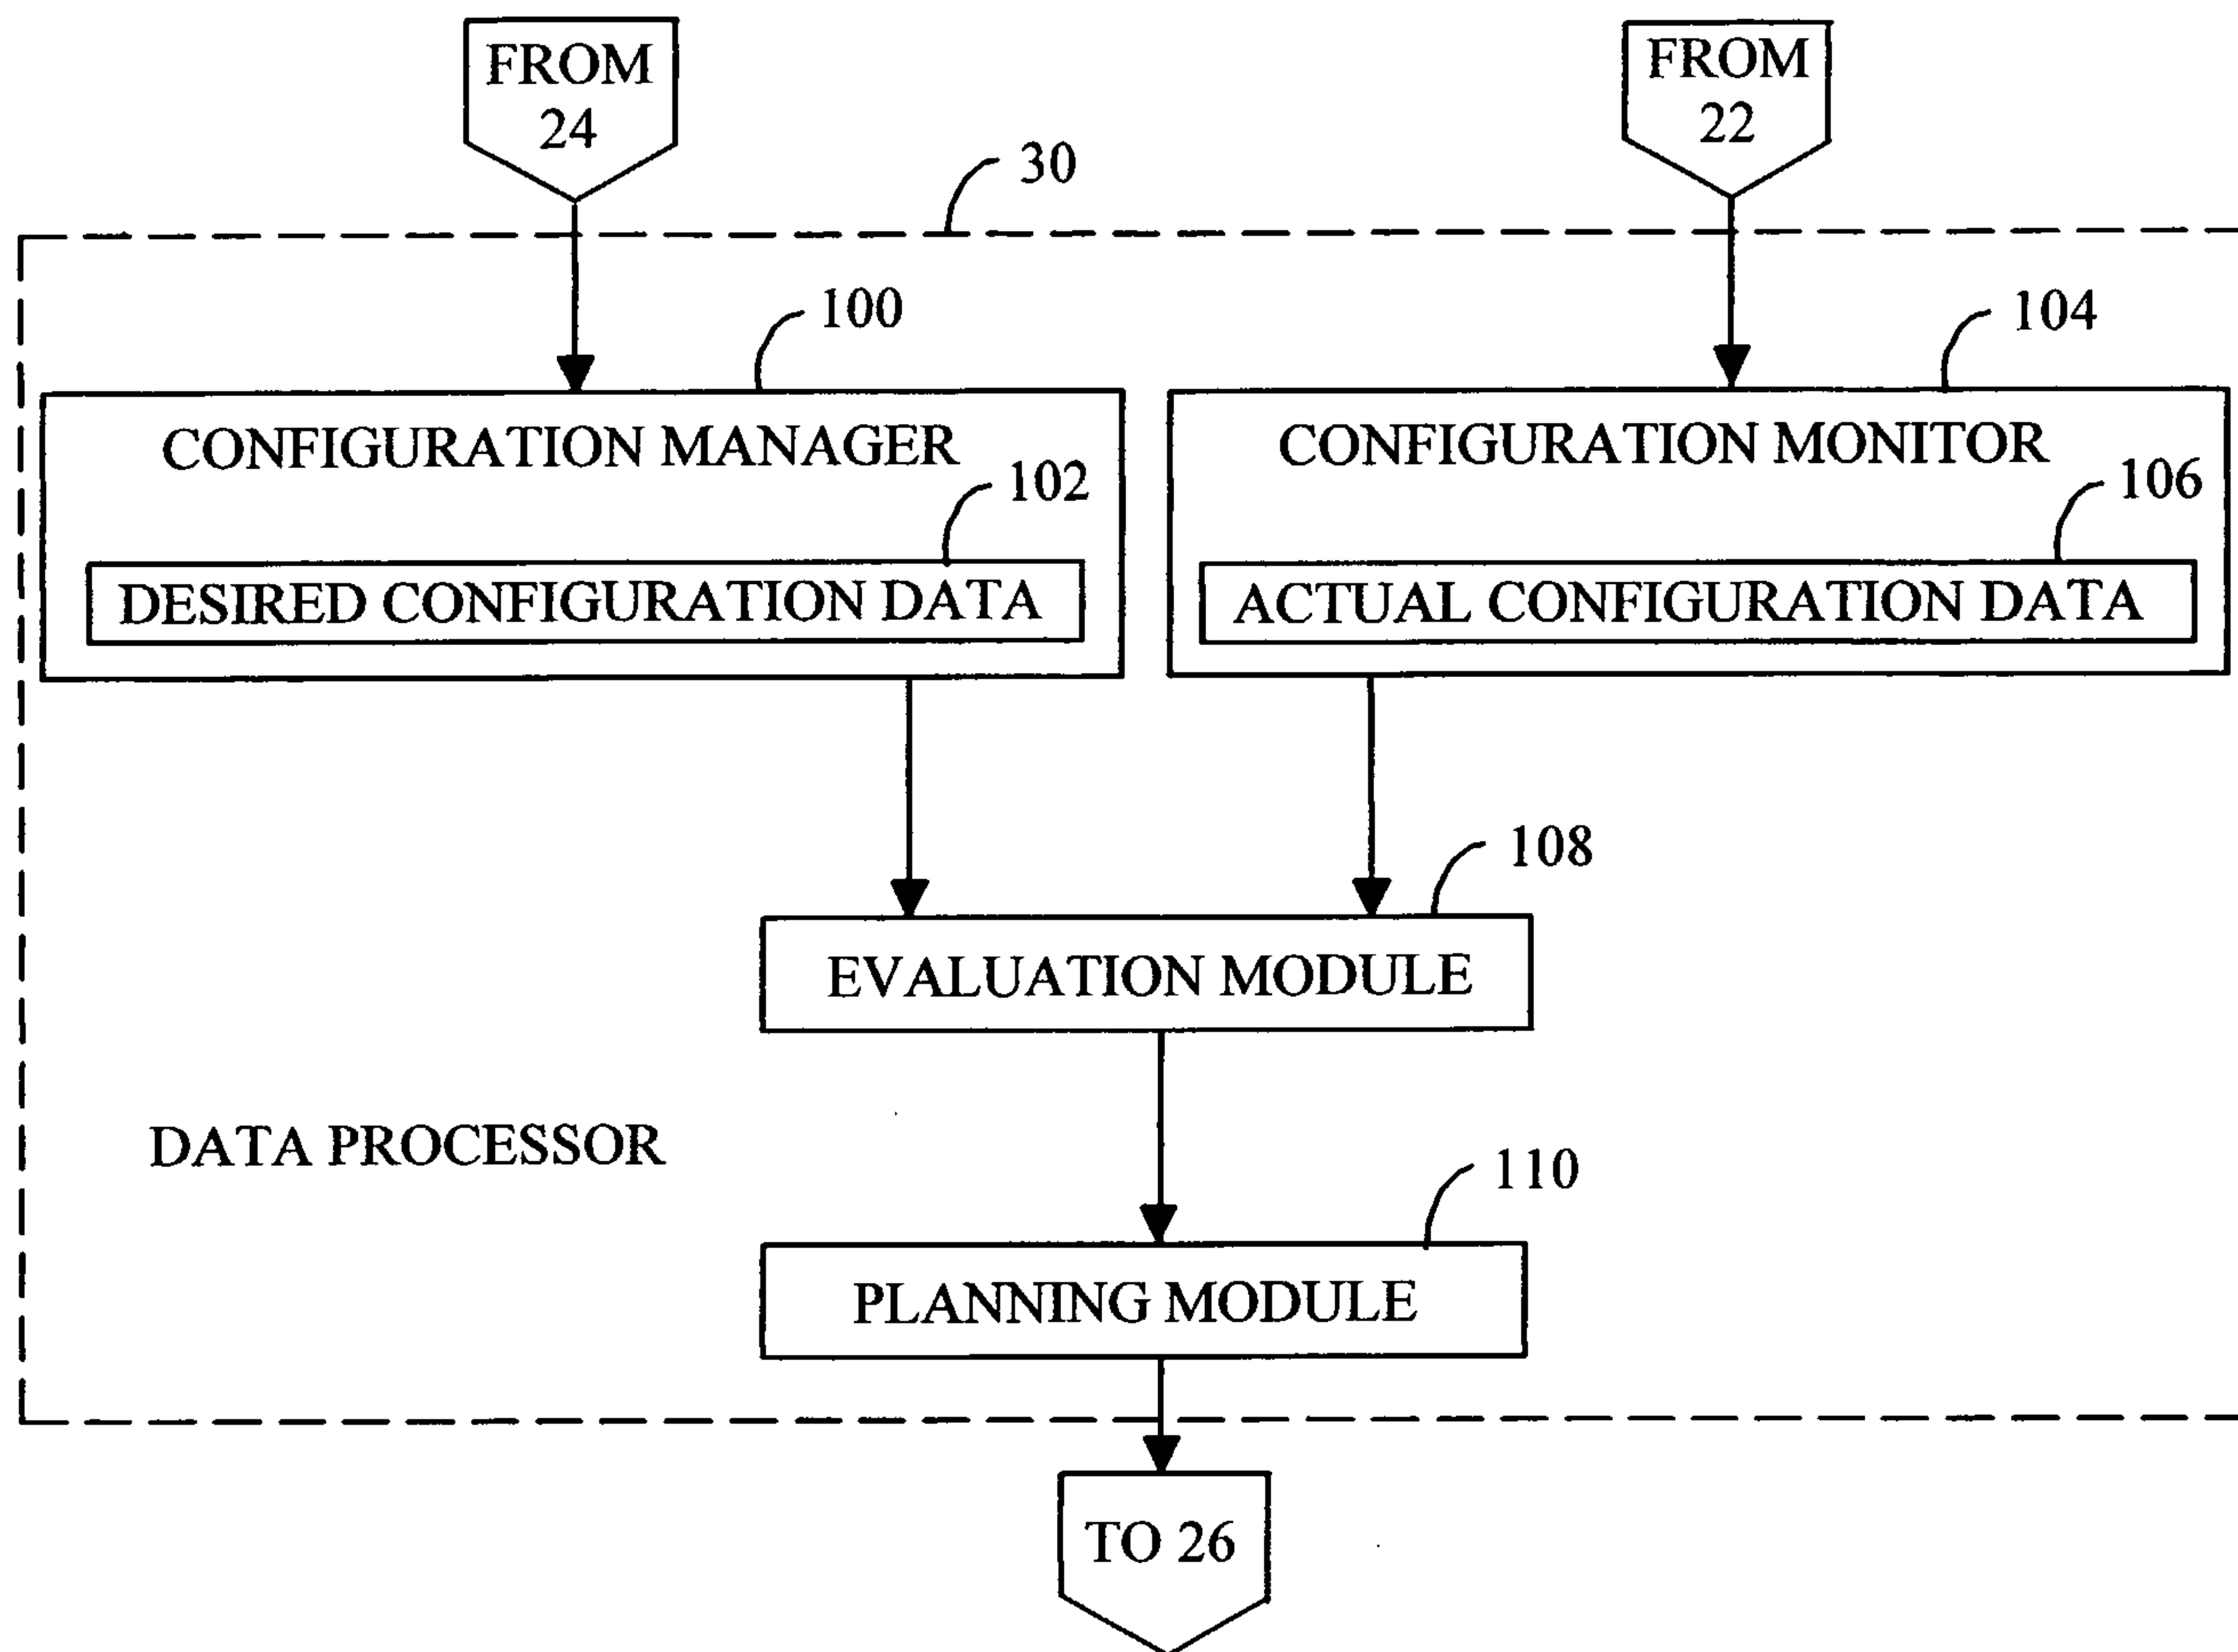 FROM
24
FROM
22
30
100
104
CONFIGURATION MANAGER
CONFIGURATION MONITOR
102
106
DESIRED CONFIGURATION DATA
ACTUAL CONFIGURATION DATA
108
EVALUATION MODULE
DATA PROCESSOR
110
PLANNING MODULE
TO 26